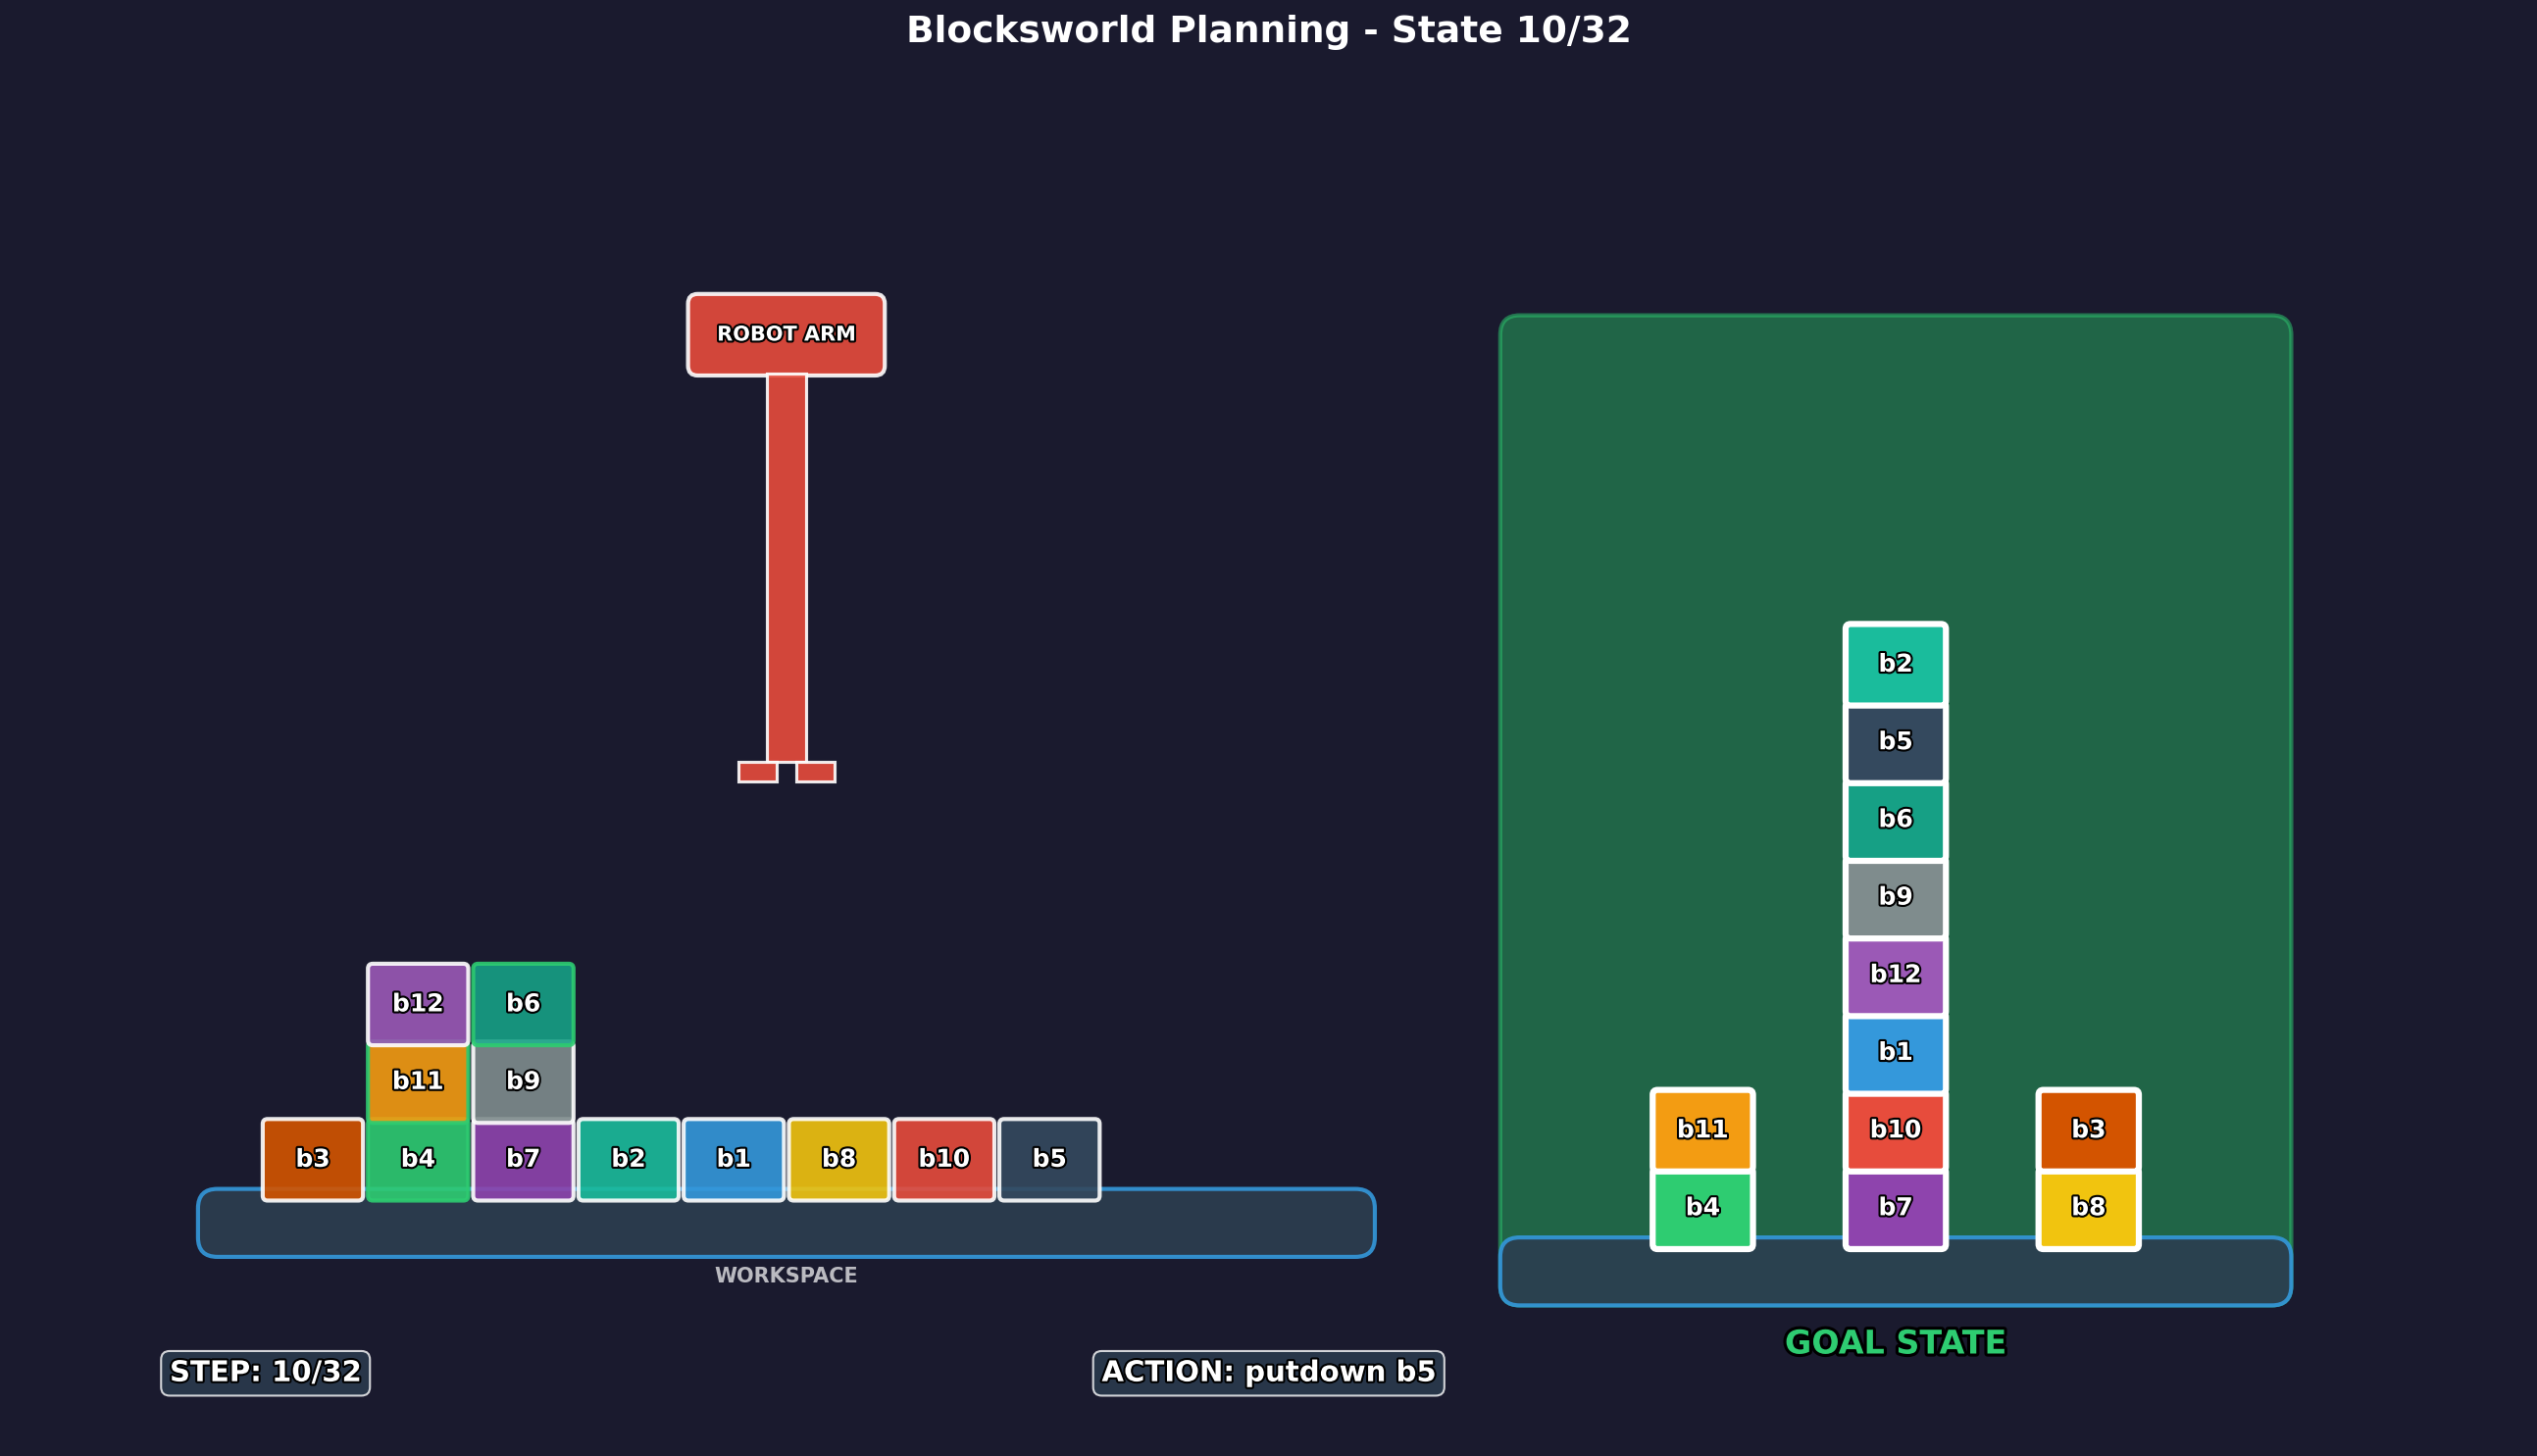 Blocksworld Planning - State 10/32
ROBOT ARM
b12 b6
b11 b9
b3 b4 b7 b2 b1 b8 b10 b5
WORKSPACE
b2
b5
b6
b9
b12
b1
b11 b10 b3
b4 b7 b8
GOAL STATE
STEP: 10/32
ACTION: putdown b5